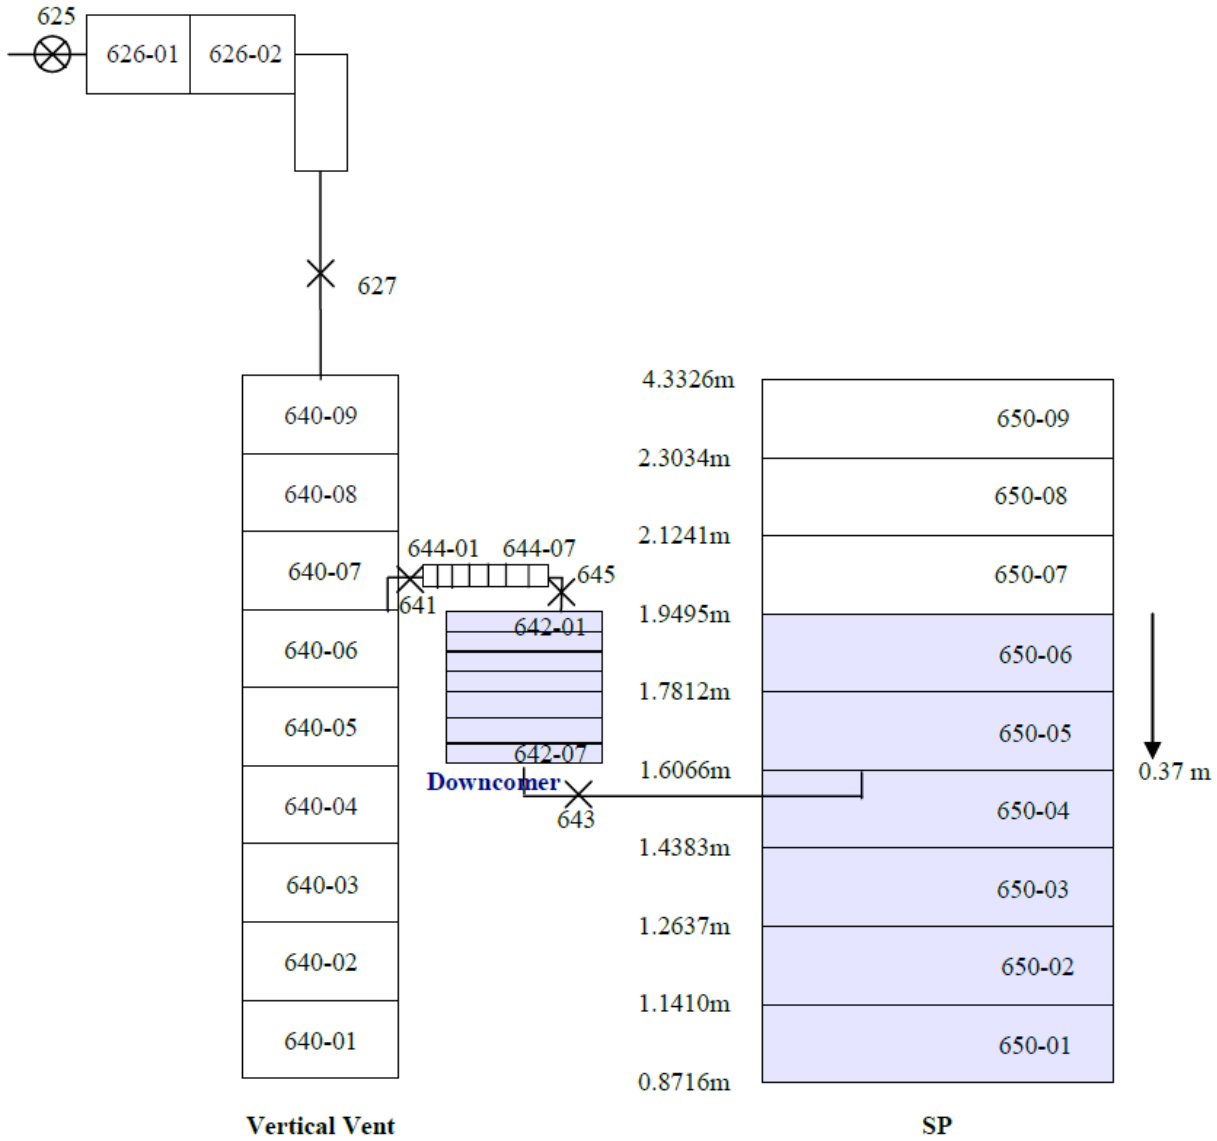 625
626-01 626-02
627
4.3326m
640-09 650-09
2.3034m
640-08 650-08
2.1241m
644-01 644-07
640-07 645 650-07
641
1.9495m
642-01
640-06 650-06
1.7812m
640-05 650-05
642-07
1.6066m 0.37 m
Downcomer
640-04 643 650-04
1.4383m
640-03 650-03
1.2637m
640-02 650-02
1.1410m
640-01 650-01
0.8716m
Vertical Vent SP